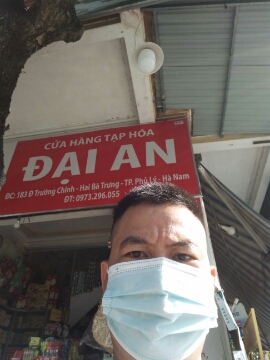 CỬA HÀNG TẠP HÓA
ĐẠI AN
ĐC: 183 Đ Trường Chinh - Hai Bà Trưng - TP. Phủ Lý - Hà Nam
ĐT: 0973.296.055